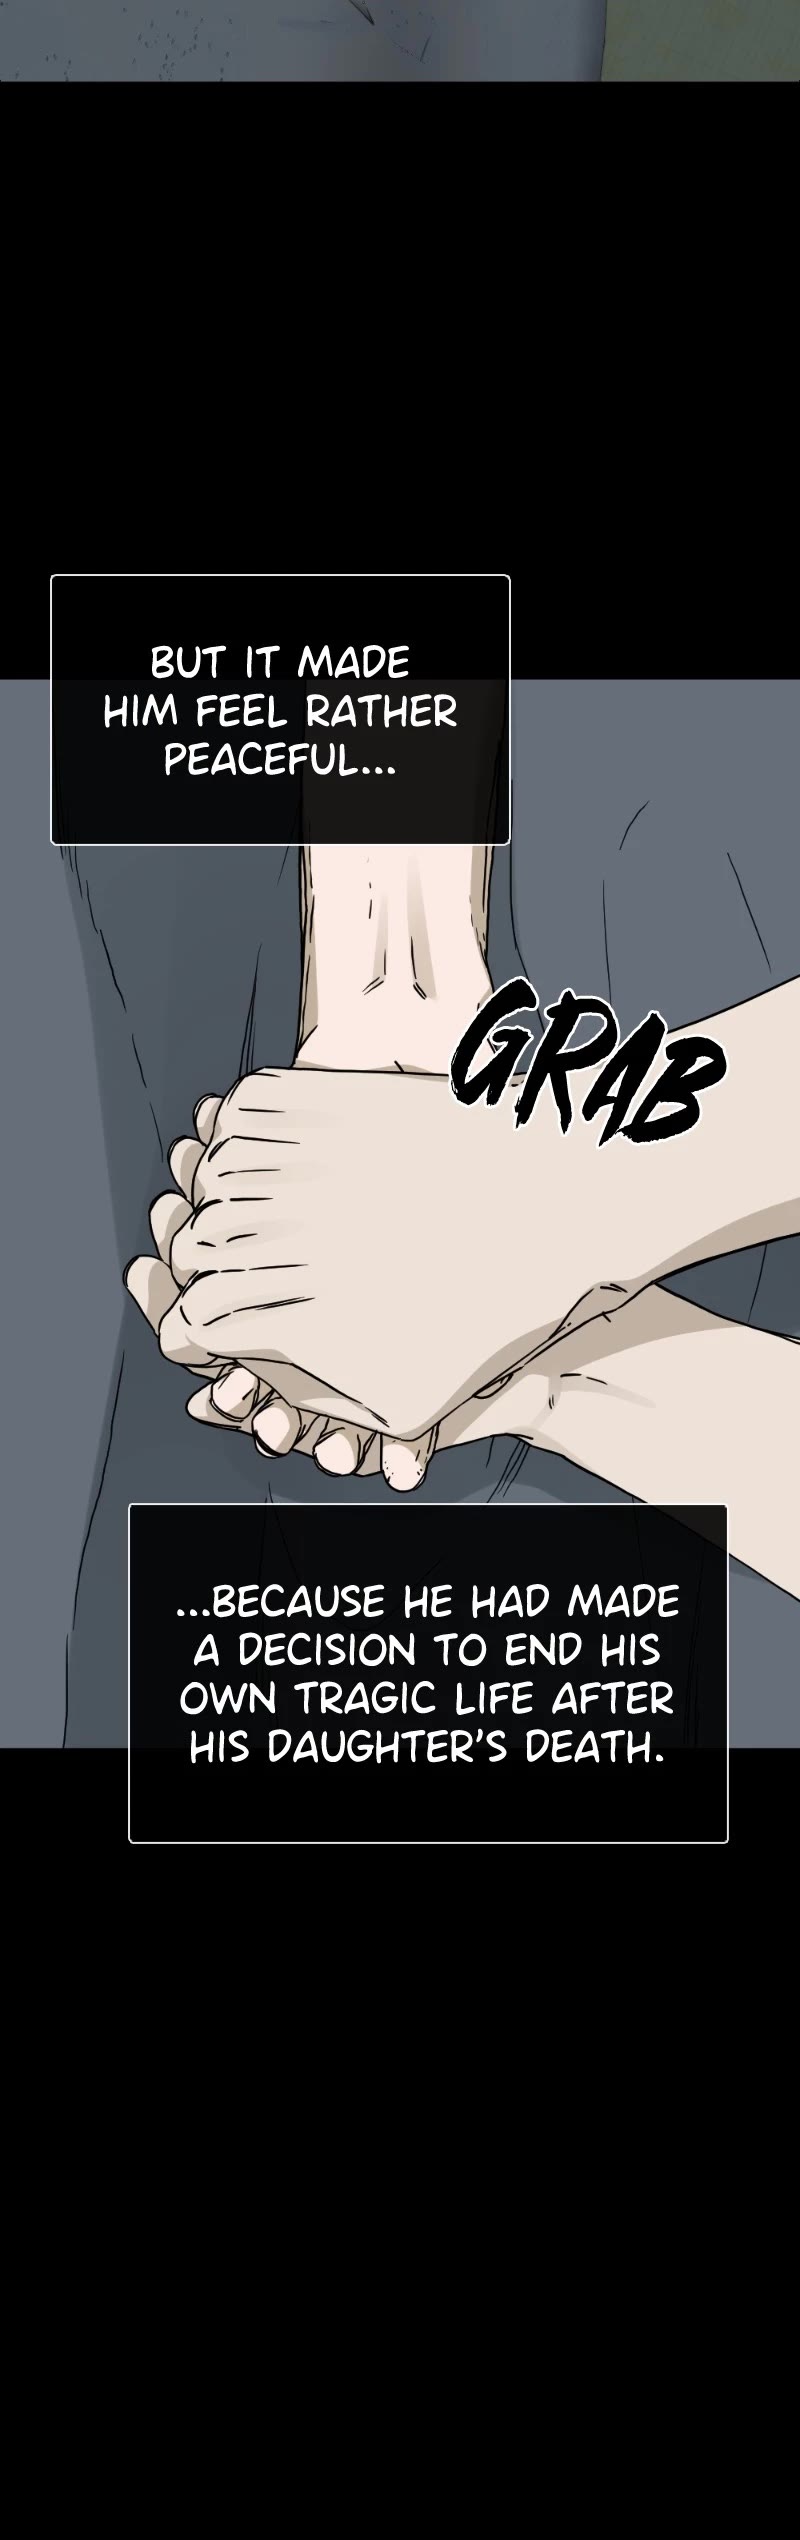 BUT IT MADE
HIM FEEL RATHER
PEACEFUL...
GRAB
...BECAUSE HE HAD MADE
A DECISION TO END HIS
OWN TRAGIC LIFE AFTER
HIS DAUGHTER'S DEATH.